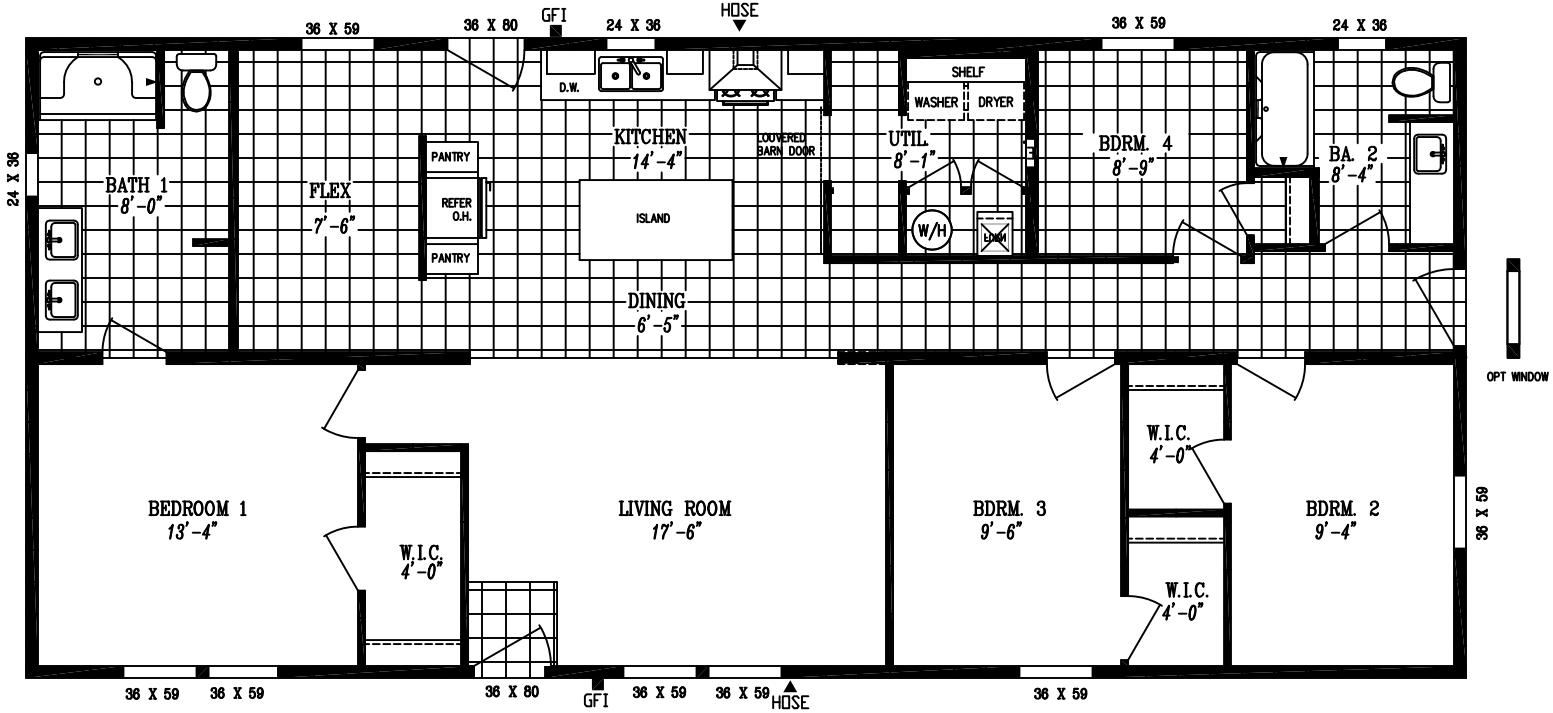 GFI
HOSE
36 X 59
36 X 80
24 X 36
36 X 59
24 X 36
D.W.
SHELF
WASHER
DRYER
KITCHEN
14'-4"
LOUVERED
BARN DOOR
UTIL
8'-1"
BDRM. 4
8'-9"
BA. 2
8'-4"
24 X 36
BATH 1
8'-0"
FLEX
7'-6"
PANTRY
REFER
O.H.
PANTRY
ISLAND
W/H
DINING
6'-5"
OPT WINDOW
W.I.C.
4'-0"
BEDROOM 1
13'-4"
LIVING ROOM
17'-6"
BDRM. 3
9'-6"
BDRM. 2
9'-4"
36 X 59
W.I.C.
4'-0"
W.I.C.
4'-0"
36 X 59
36 X 59
36 X 80
GFI
36 X 59
36 X 59
HOSE
36 X 59